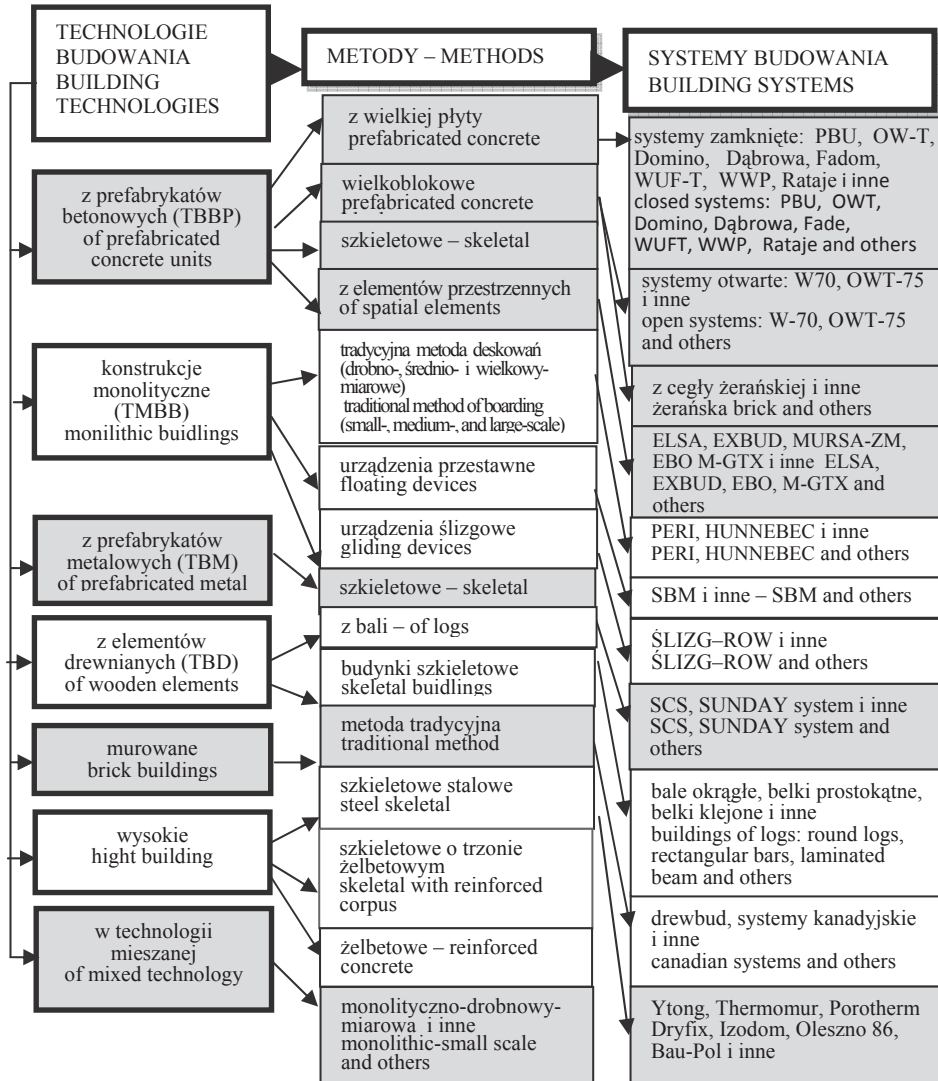 TECHNOLOGIE
BUDOWANIA
BUILDING
TECHNOLOGIES
z prefabrykatów
betonowych (TBBP)
of prefabricated
concrete units
konstrukcje
monolityczne
(TMBB)
monilithic buidlings
z prefabrykatów
metalowych (TBM)
of prefabricated metal
z elementów
drewnianych (TBD)
of wooden elements
murowane
brick buildings
wysokie
hight building
w technologii
mieszanej
of mixed technology
METODY – METHODS
z wielkiej płyty
prefabricated concrete
wielkoblokowe
prefabricated concrete
szkieletowe – skeletal
z elementów przestrzennych
of spatial elements
tradycyjna metoda deskowań
(drobno-, średnio- i wielkowy-
miarowe)
traditional method of boarding
(small-, medium-, and large-scale)
urządzenia przestawne
floating devices
urządzenia ślizgowe
gliding devices
szkieletowe – skeletal
z bali – of logs
budynki szkieletowe
skeletal buidlings
metoda tradycyjna
traditional method
szkieletowe stalowe
steel skeletal
szkieletowe o trzonie
żelbetowym
skeletal with reinforced
corpus
żelbetowe – reinforced
concrete
monolityczno-drobnowy-
miarowa i inne
monolithic-small scale
and others
SYSTEMY BUDOWANIA
BUILDING SYSTEMS
systemy zamknięte: PBU, OW-T,
Domino, Dąbrowa, Fadom,
WUF-T, WWP, Rataje i inne
closed systems: PBU, OWT,
Domino, Dąbrowa, Fade,
WUFT, WWP, Rataje and others
systemy otwarte: W70, OWT-75
i inne
open systems: W-70, OWT-75
and others
z cegły żerańskiej i inne
żerańska brick and others
ELSA, EXBUD, MURSA-ZM,
EBO M-GTX i inne ELSA,
EXBUD, EBO, M-GTX and
others
PERI, HUNNEBEC i inne
PERI, HUNNEBEC and others
SBM i inne – SBM and others
ŚLIZG–ROW i inne
ŚLIZG–ROW and others
SCS, SUNDAY system i inne
SCS, SUNDAY system and
others
bale okrągłe, belki prostokątne,
belki klejone i inne
buildings of logs: round logs,
rectangular bars, laminated
beam and others
drewbud, systemy kanadyjskie
i inne
canadian systems and others
Ytong, Thermomur, Porotherm
Dryfix, Izodom, Oleszno 86,
Bau-Pol i inne